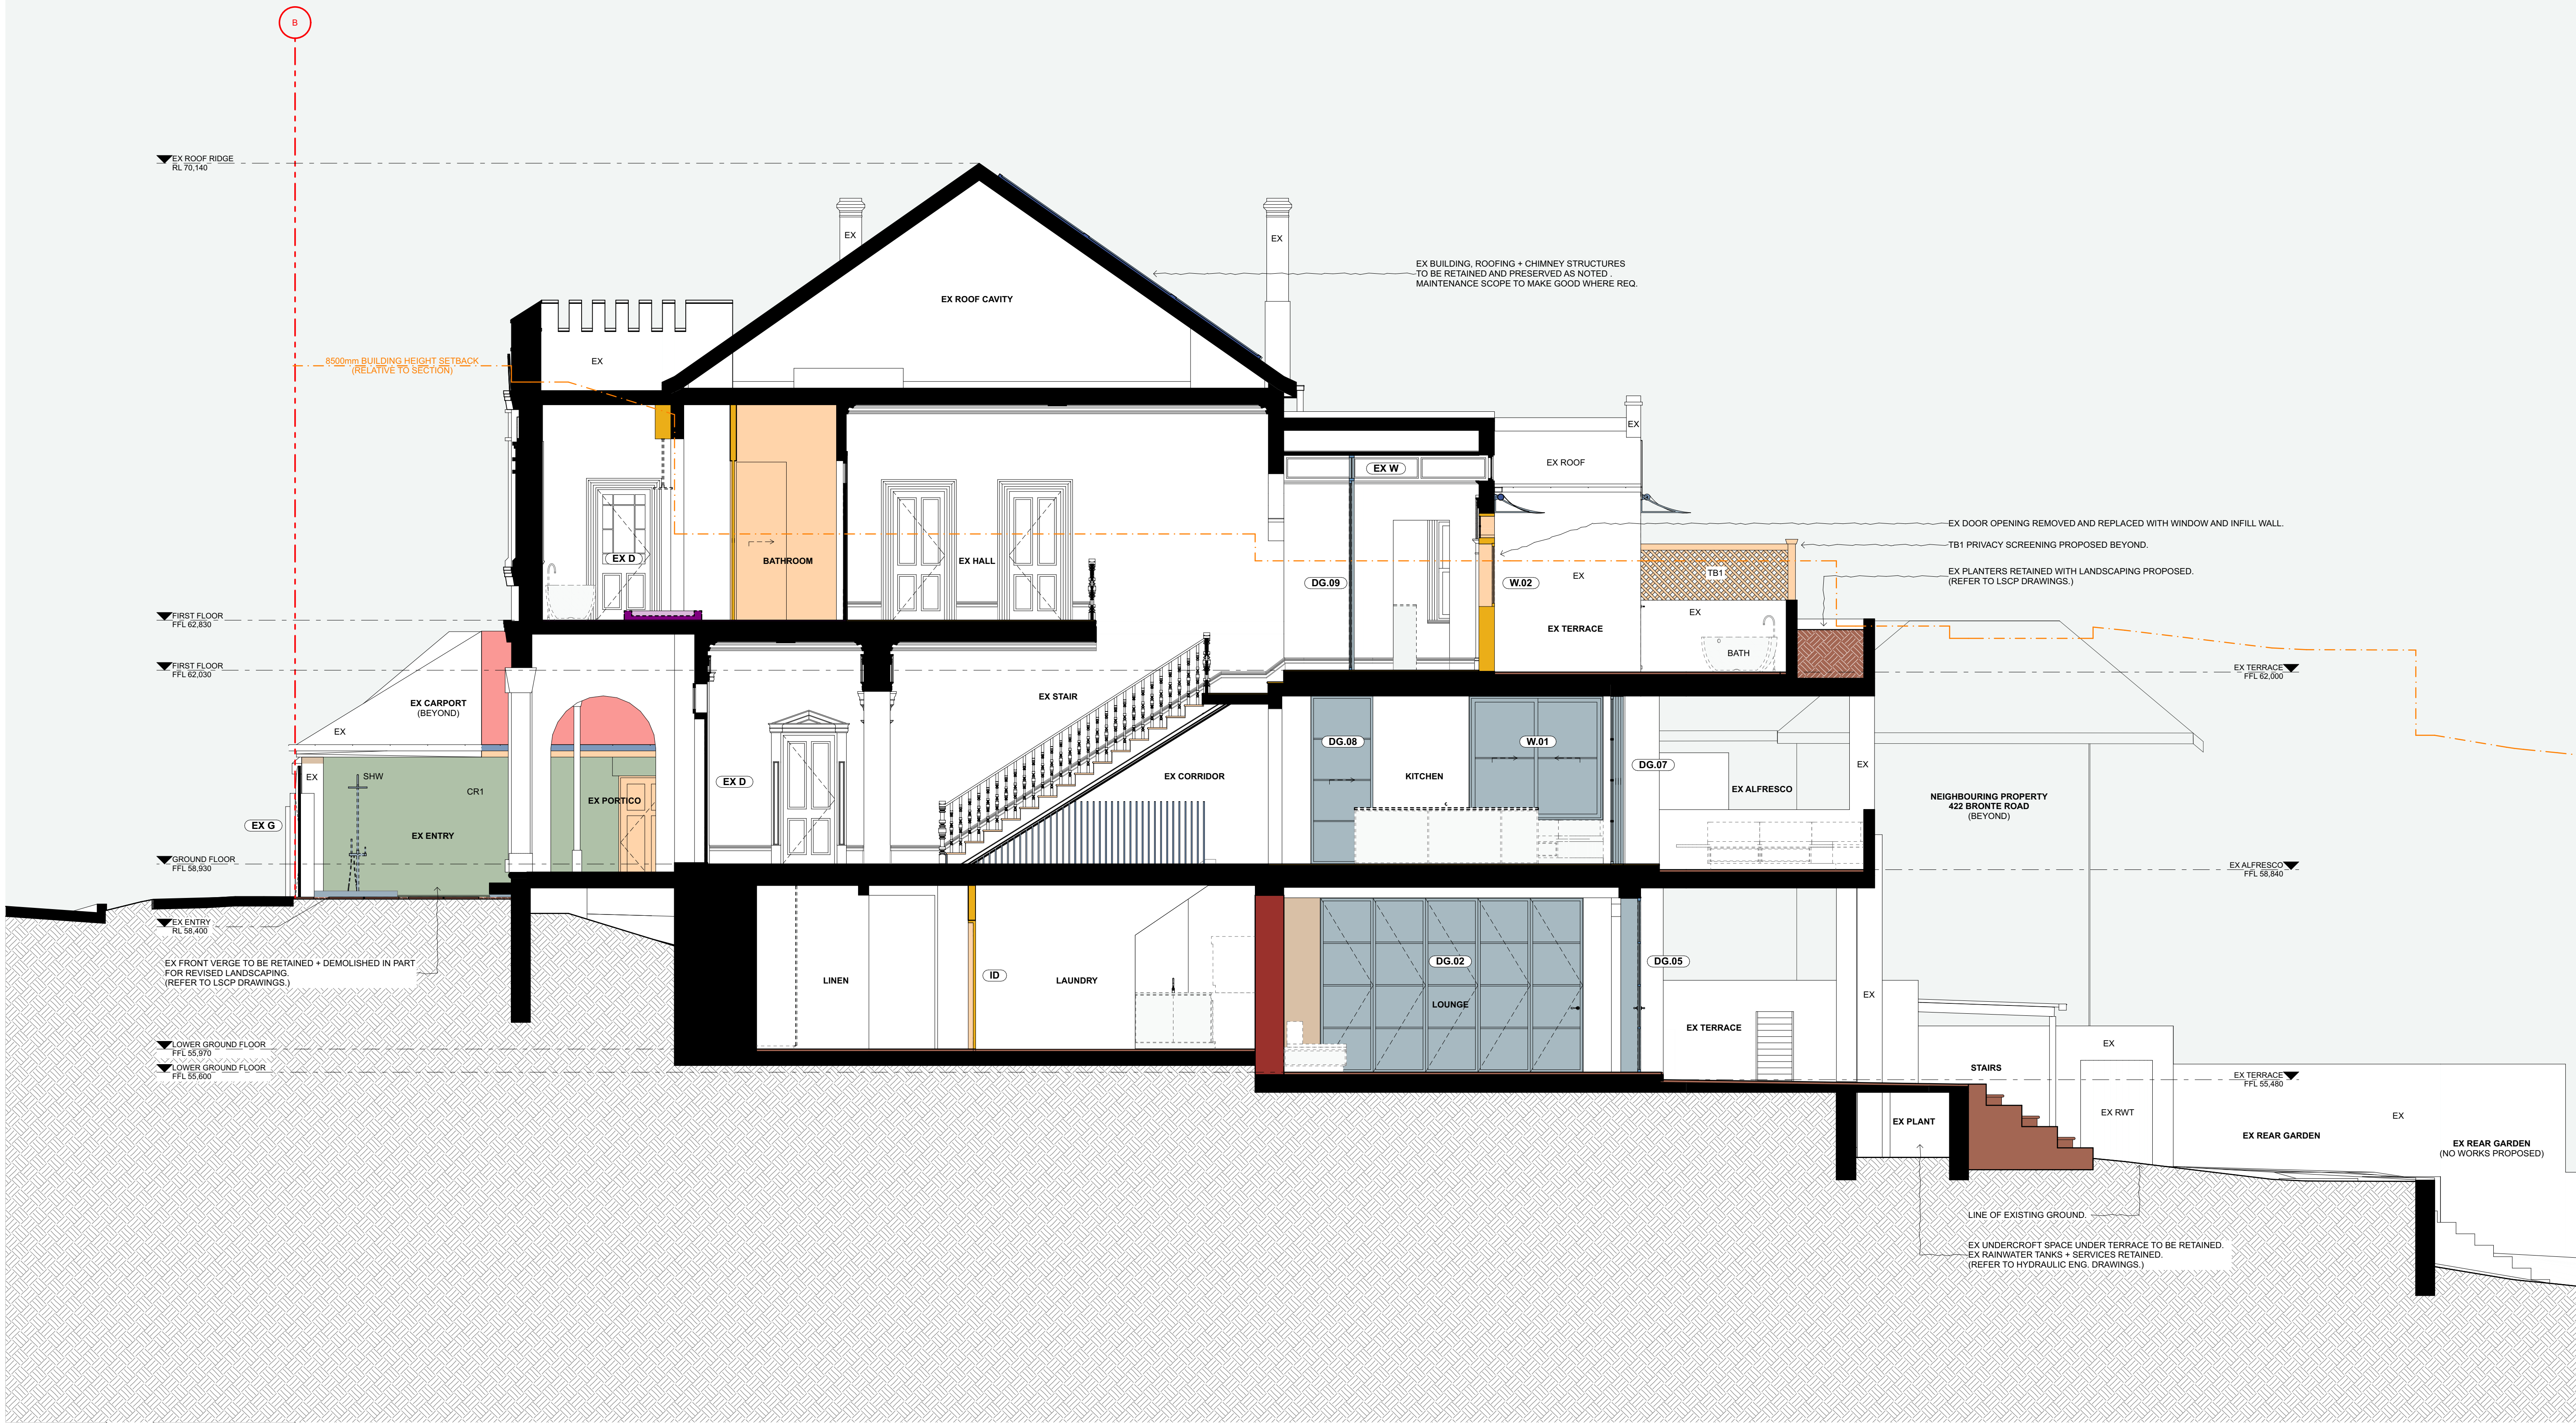 B
EX ROOF RIDGE
RL 70,140
EX
EX
EX BUILDING, ROOFING + CHIMNEY STRUCTURES
TO BE RETAINED AND PRESERVED AS NOTED .
MAINTENANCE SCOPE TO MAKE GOOD WHERE REQ.
EX ROOF CAVITY
8500mm BUILDING HEIGHT SETBACK
(RELATIVE TO SECTION)
EX
EX
EX W
EX ROOF
EX DOOR OPENING REMOVED AND REPLACED WITH WINDOW AND INFILL WALL.
TB1 PRIVACY SCREENING PROPOSED BEYOND.
EX D
BATHROOM
EX HALL
DG.09
W.02
EX
TB1
EX PLANTERS RETAINED WITH LANDSCAPING PROPOSED.
(REFER TO LSCP DRAWINGS.)
FIRST FLOOR
FFL 62,830
EX
EX TERRACE
BATH
FIRST FLOOR
FFL 62,030
EX TERRACE
FFL 62,000
EX CARPORT
(BEYOND)
EX
EX STAIR
DG.08
W.01
EX
SHW
CR1
EX PORTICO
EX D
EX CORRIDOR
KITCHEN
DG.07
EX
EX ALFRESCO
NEIGHBOURING PROPERTY
422 BRONTE ROAD
(BEYOND)
EX G
EX ENTRY
GROUND FLOOR
FFL 58,930
EX ALFRESCO
FFL 58,840
EX ENTRY
RL 58,400
EX FRONT VERGE TO BE RETAINED + DEMOLISHED IN PART
FOR REVISED LANDSCAPING.
(REFER TO LSCP DRAWINGS.)
LINEN
ID
LAUNDRY
DG.02
LOUNGE
DG.05
EX
EX TERRACE
LOWER GROUND FLOOR
FFL 55,970
LOWER GROUND FLOOR
FFL 55,600
STAIRS
EX
EX TERRACE
FFL 55,480
EX PLANT
EX RWT
EX
EX REAR GARDEN
EX REAR GARDEN
(NO WORKS PROPOSED)
LINE OF EXISTING GROUND.
EX UNDERCROFT SPACE UNDER TERRACE TO BE RETAINED.
EX RAINWATER TANKS + SERVICES RETAINED.
(REFER TO HYDRAULIC ENG. DRAWINGS.)